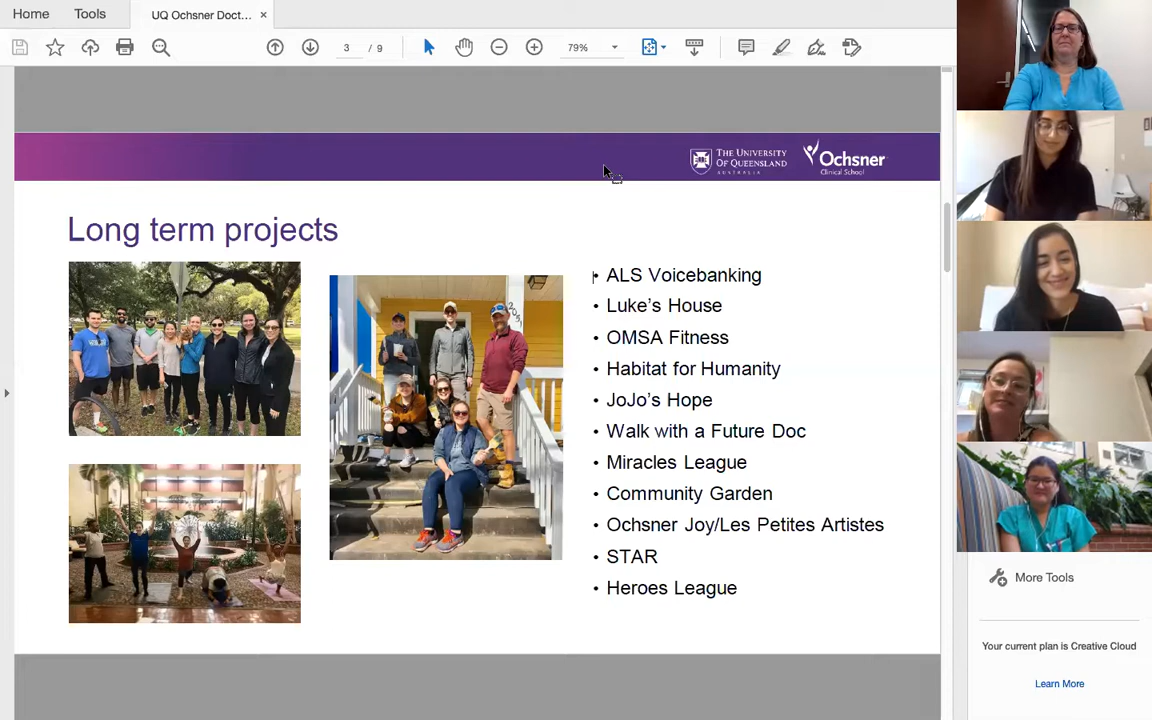 Home
Tools
UQ Ochsner Doct... ×
3 / 9
79%
THE UNIVERSITY
OF QUEENSLAND
AUSTRALIA
Ochsner
Clinical School
Long term projects
• ALS Voicebanking
• Luke's House
• OMSA Fitness
• Habitat for Humanity
• JoJo's Hope
• Walk with a Future Doc
• Miracles League
• Community Garden
• Ochsner Joy/Les Petites Artistes
• STAR
• Heroes League
More Tools
Your current plan is Creative Cloud
Learn More